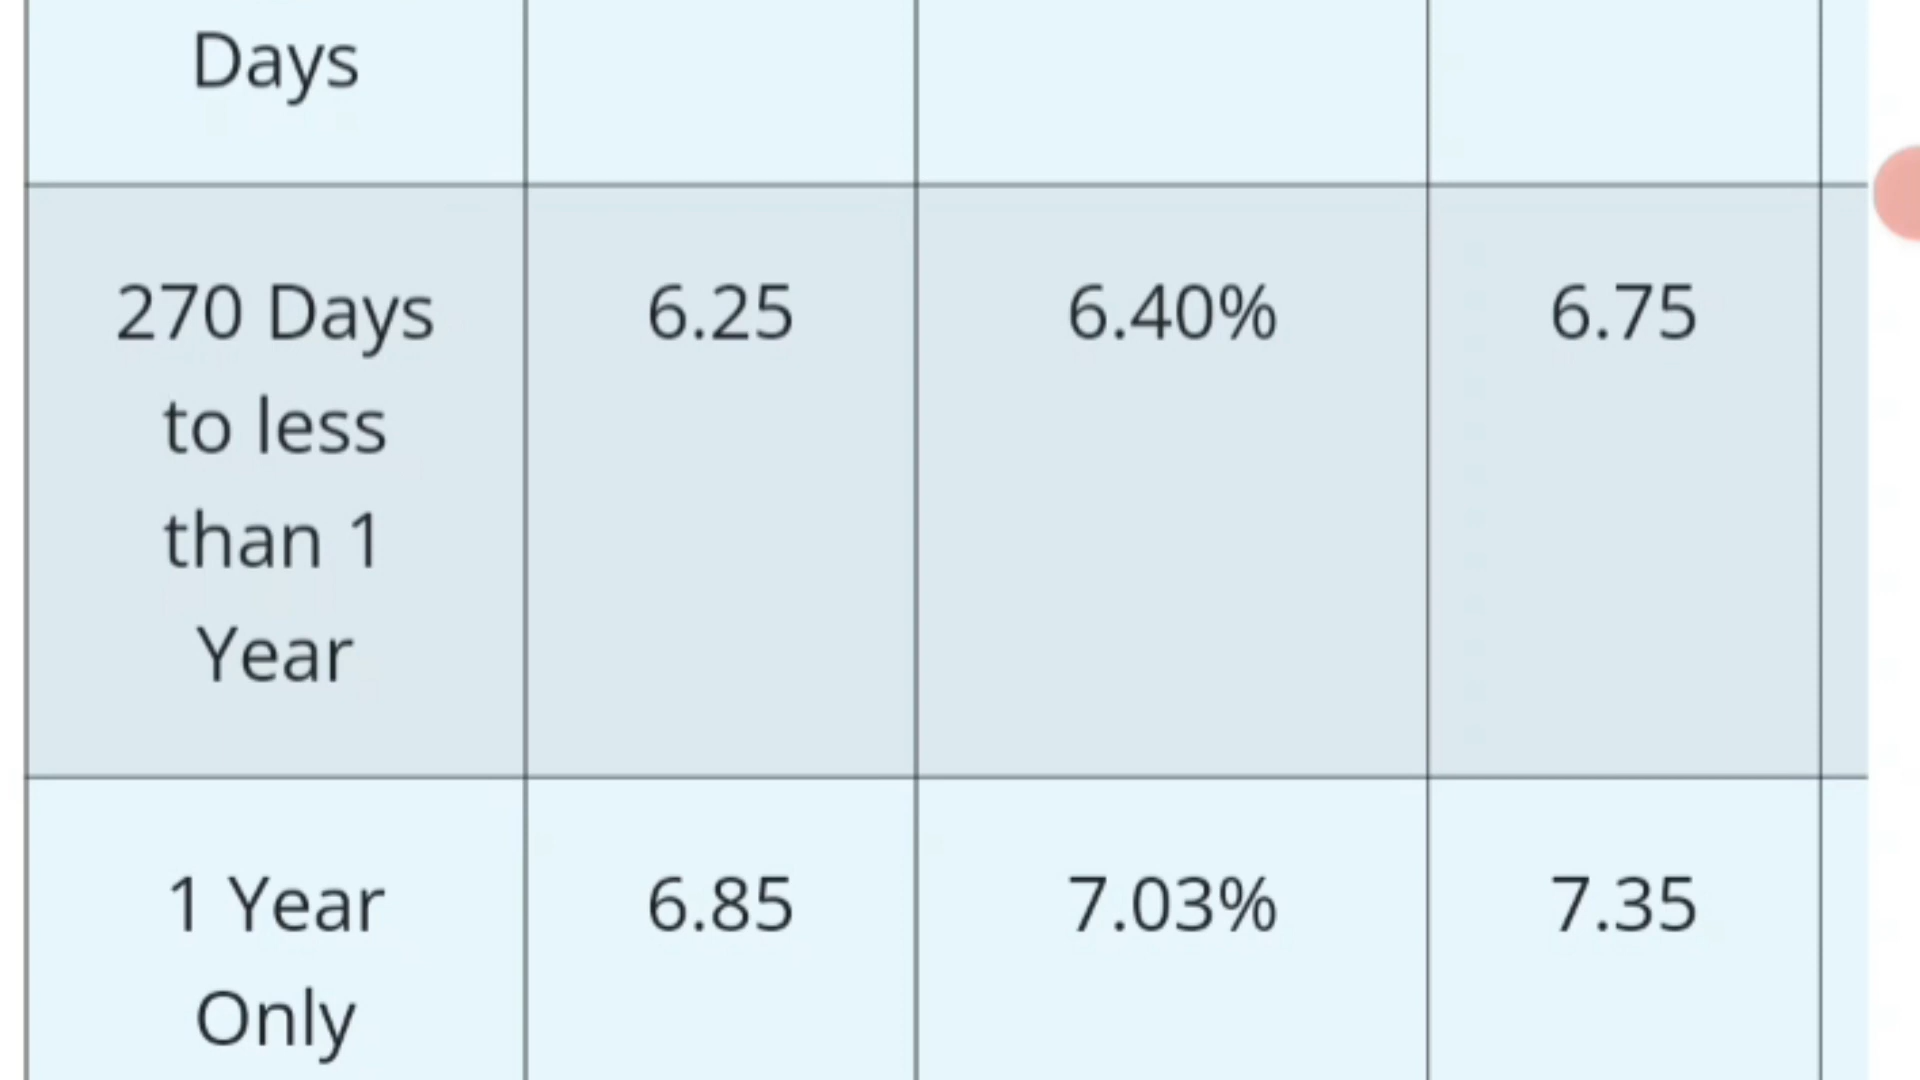 Days
270 Days 6.25 6.40% 6.75
to less
than 1
Year
1 Year 6.85 7.03% 7.35
Only